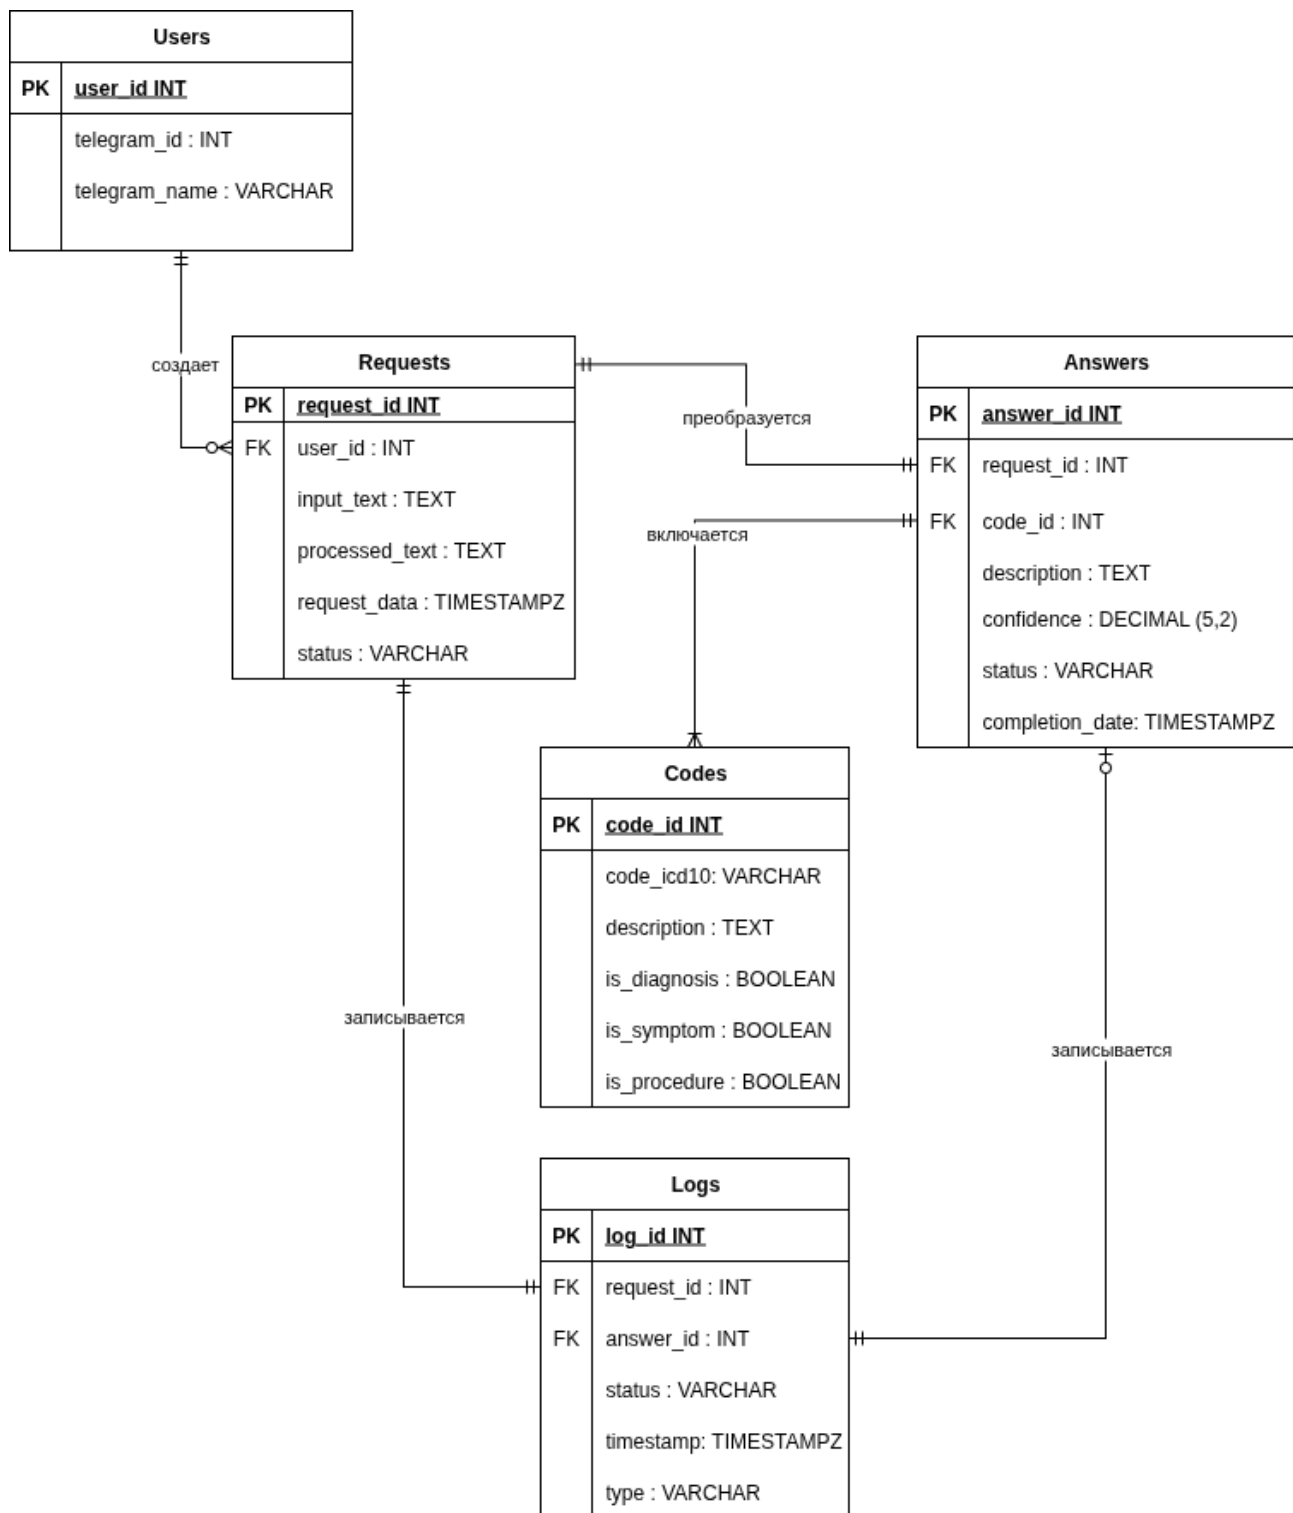 Users
PK user_id INT
telegram_id : INT
telegram_name : VARCHAR
создает
Requests
PK request_id INT
FK user_id : INT
input_text : TEXT
processed_text : TEXT
request_data : TIMESTAMPZ
status : VARCHAR
преобразуется
Answers
PK answer_id INT
FK request_id : INT
FK code_id : INT
description : TEXT
confidence : DECIMAL (5,2)
status : VARCHAR
completion_date: TIMESTAMPZ
включается
Codes
PK code_id INT
code_icd10: VARCHAR
description : TEXT
is_diagnosis : BOOLEAN
is_symptom : BOOLEAN
is_procedure : BOOLEAN
записывается
записывается
Logs
PK log_id INT
FK request_id : INT
FK answer_id : INT
status : VARCHAR
timestamp: TIMESTAMPZ
type : VARCHAR